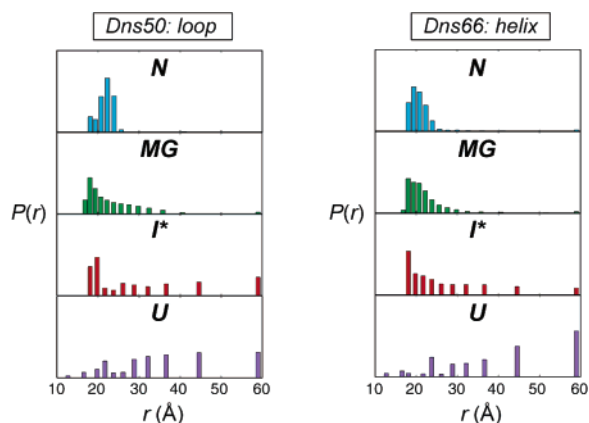 Dns50: loop
Dns66: helix
N
MG
I*
U
P(r)
10 20 30 40 50 60
r (Å)
N
MG
I*
U
P(r)
10 20 30 40 50 60
r (Å)